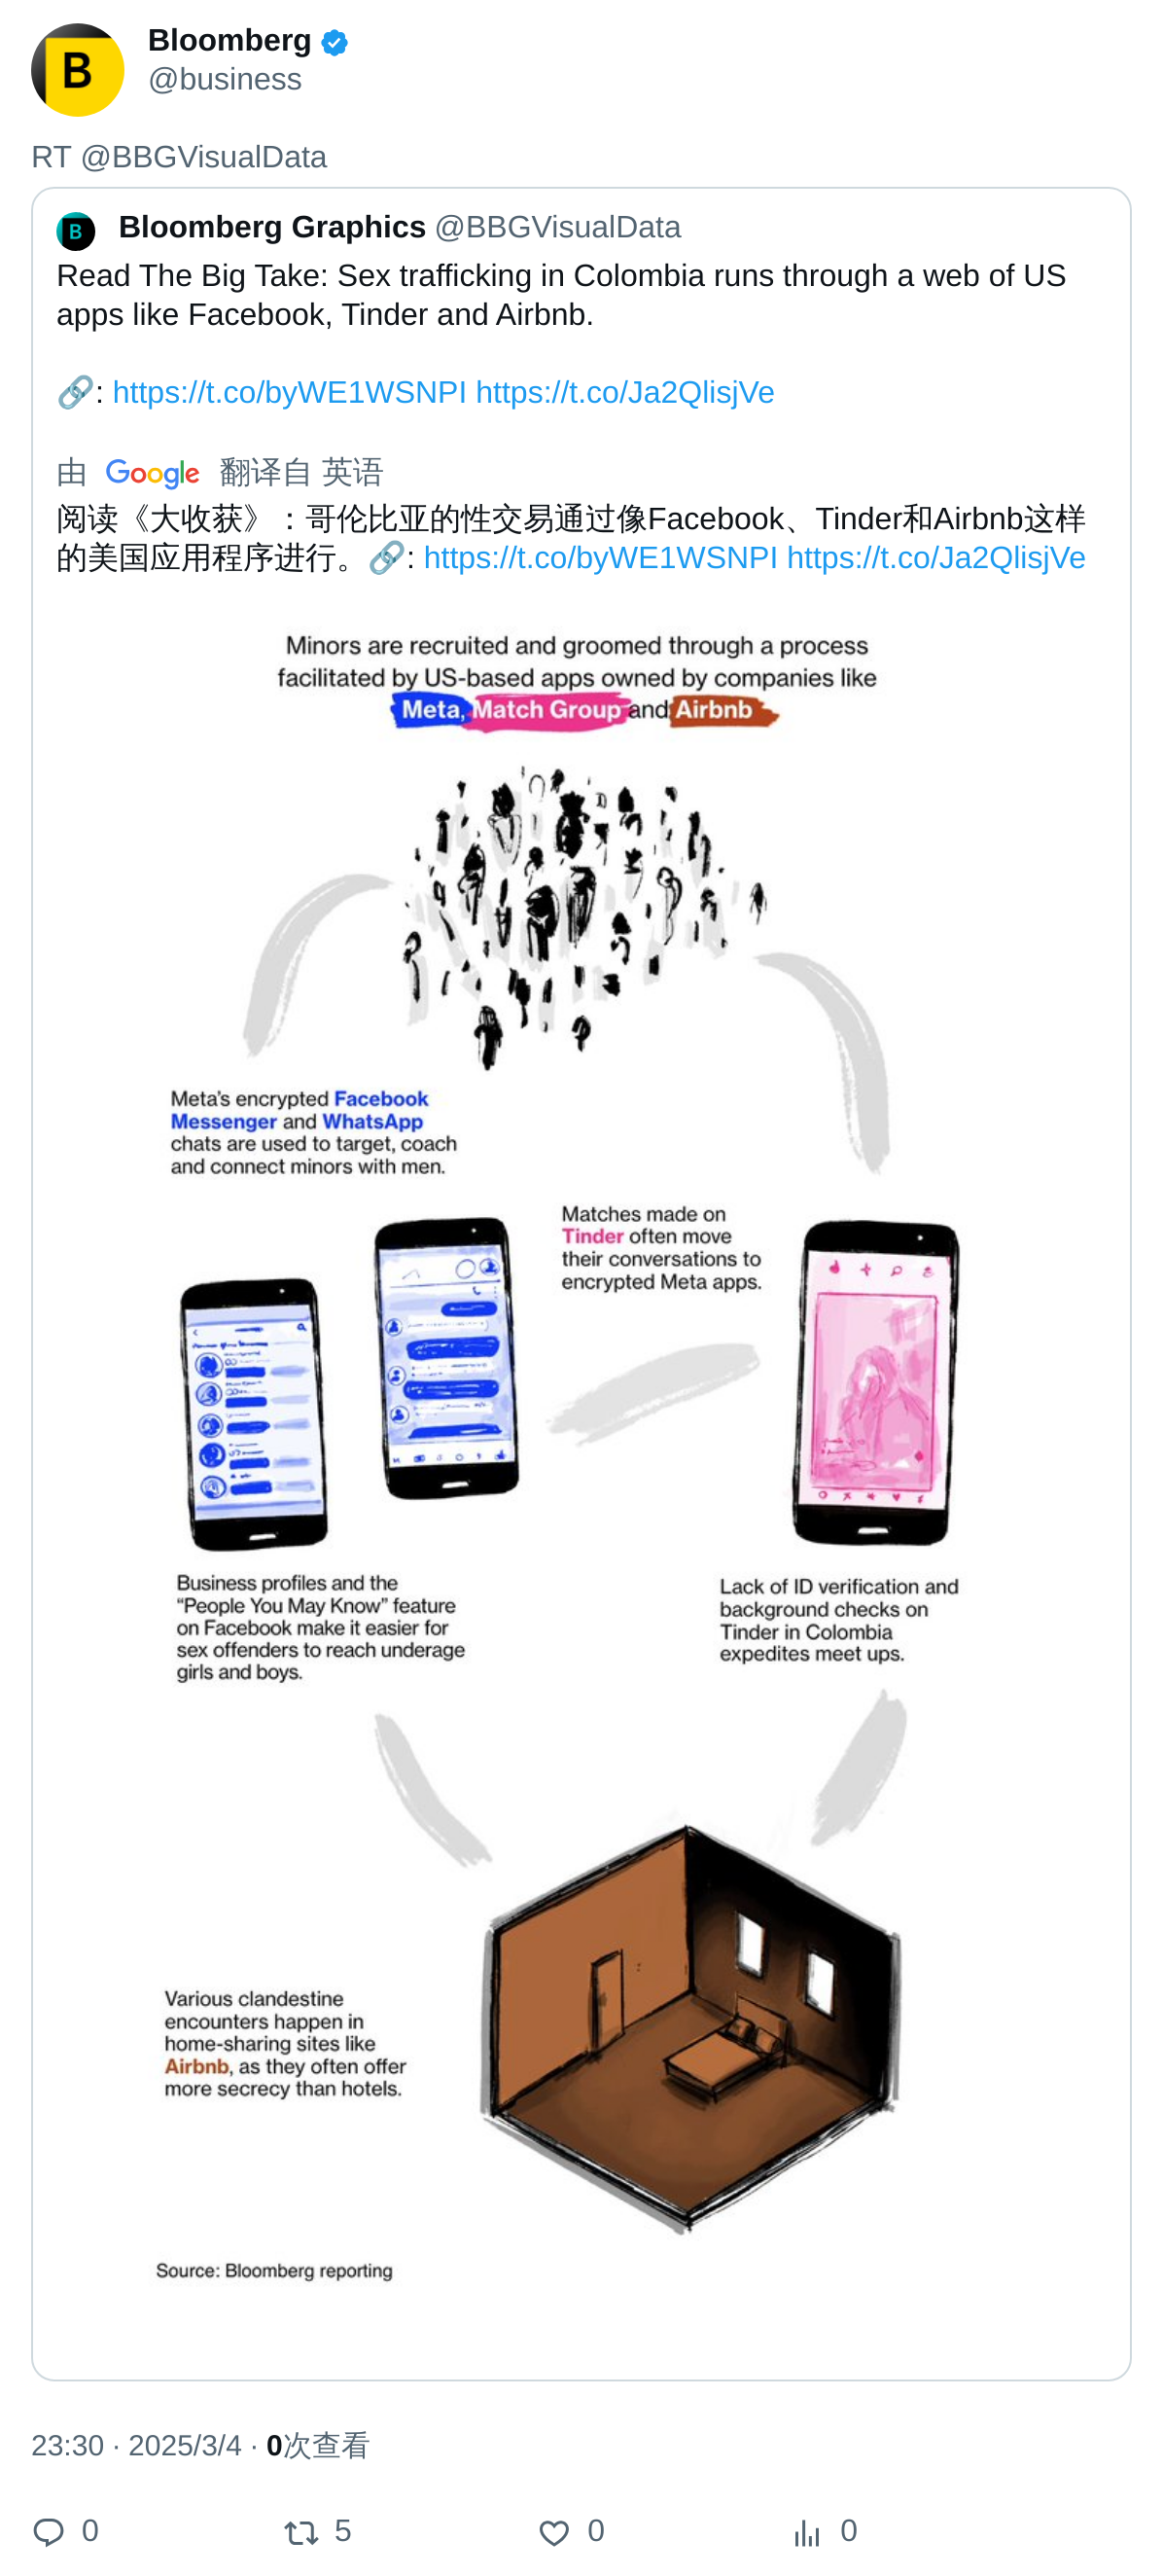 Bloomberg
@business
RT @BBGVisualData
Bloomberg Graphics @BBGVisualData
Read The Big Take: Sex trafficking in Colombia runs through a web of US
apps like Facebook, Tinder and Airbnb.
🔗: https://t.co/byWE1WSNPI https://t.co/Ja2QlisjVe
由 Google 翻译自 英语
阅读《大收获》：哥伦比亚的性交易通过像Facebook、Tinder和Airbnb这样
的美国应用程序进行。🔗: https://t.co/byWE1WSNPI https://t.co/Ja2QlisjVe
Minors are recruited and groomed through a process
facilitated by US-based apps owned by companies like
Meta, Match Group and Airbnb
Meta's encrypted Facebook
Messenger and WhatsApp
chats are used to target, coach
and connect minors with men.
Matches made on
Tinder often move
their conversations to
encrypted Meta apps.
Business profiles and the
“People You May Know” feature
on Facebook make it easier for
sex offenders to reach underage
girls and boys.
Lack of ID verification and
background checks on
Tinder in Colombia
expedites meet ups.
Various clandestine
encounters happen in
home-sharing sites like
Airbnb, as they often offer
more secrecy than hotels.
Source: Bloomberg reporting
23:30 · 2025/3/4 · 0次查看
0 5 0 0